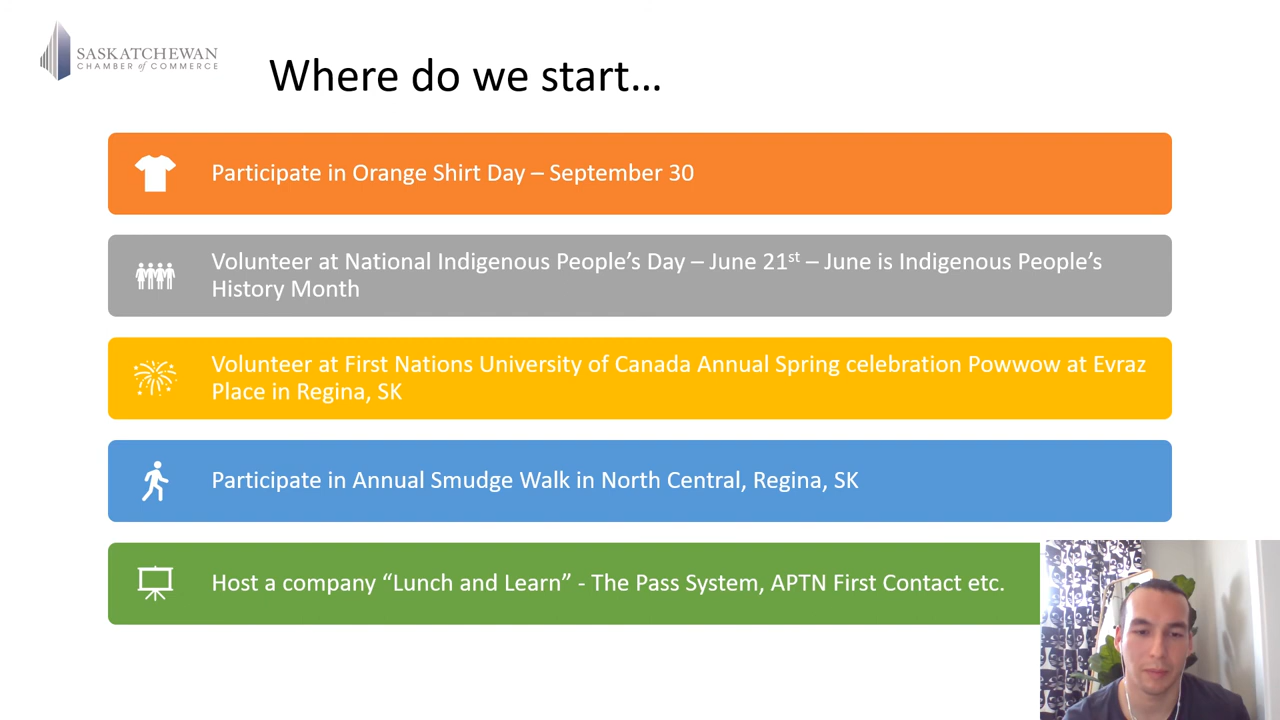 SASKATCHEWAN
CHAMBER of COMMERCE
Where do we start...
Participate in Orange Shirt Day – September 30
Volunteer at National Indigenous People’s Day – June 21st – June is Indigenous People’s
History Month
Volunteer at First Nations University of Canada Annual Spring celebration Powwow at Evraz
Place in Regina, SK
Participate in Annual Smudge Walk in North Central, Regina, SK
Host a company “Lunch and Learn” - The Pass System, APTN First Contact etc.